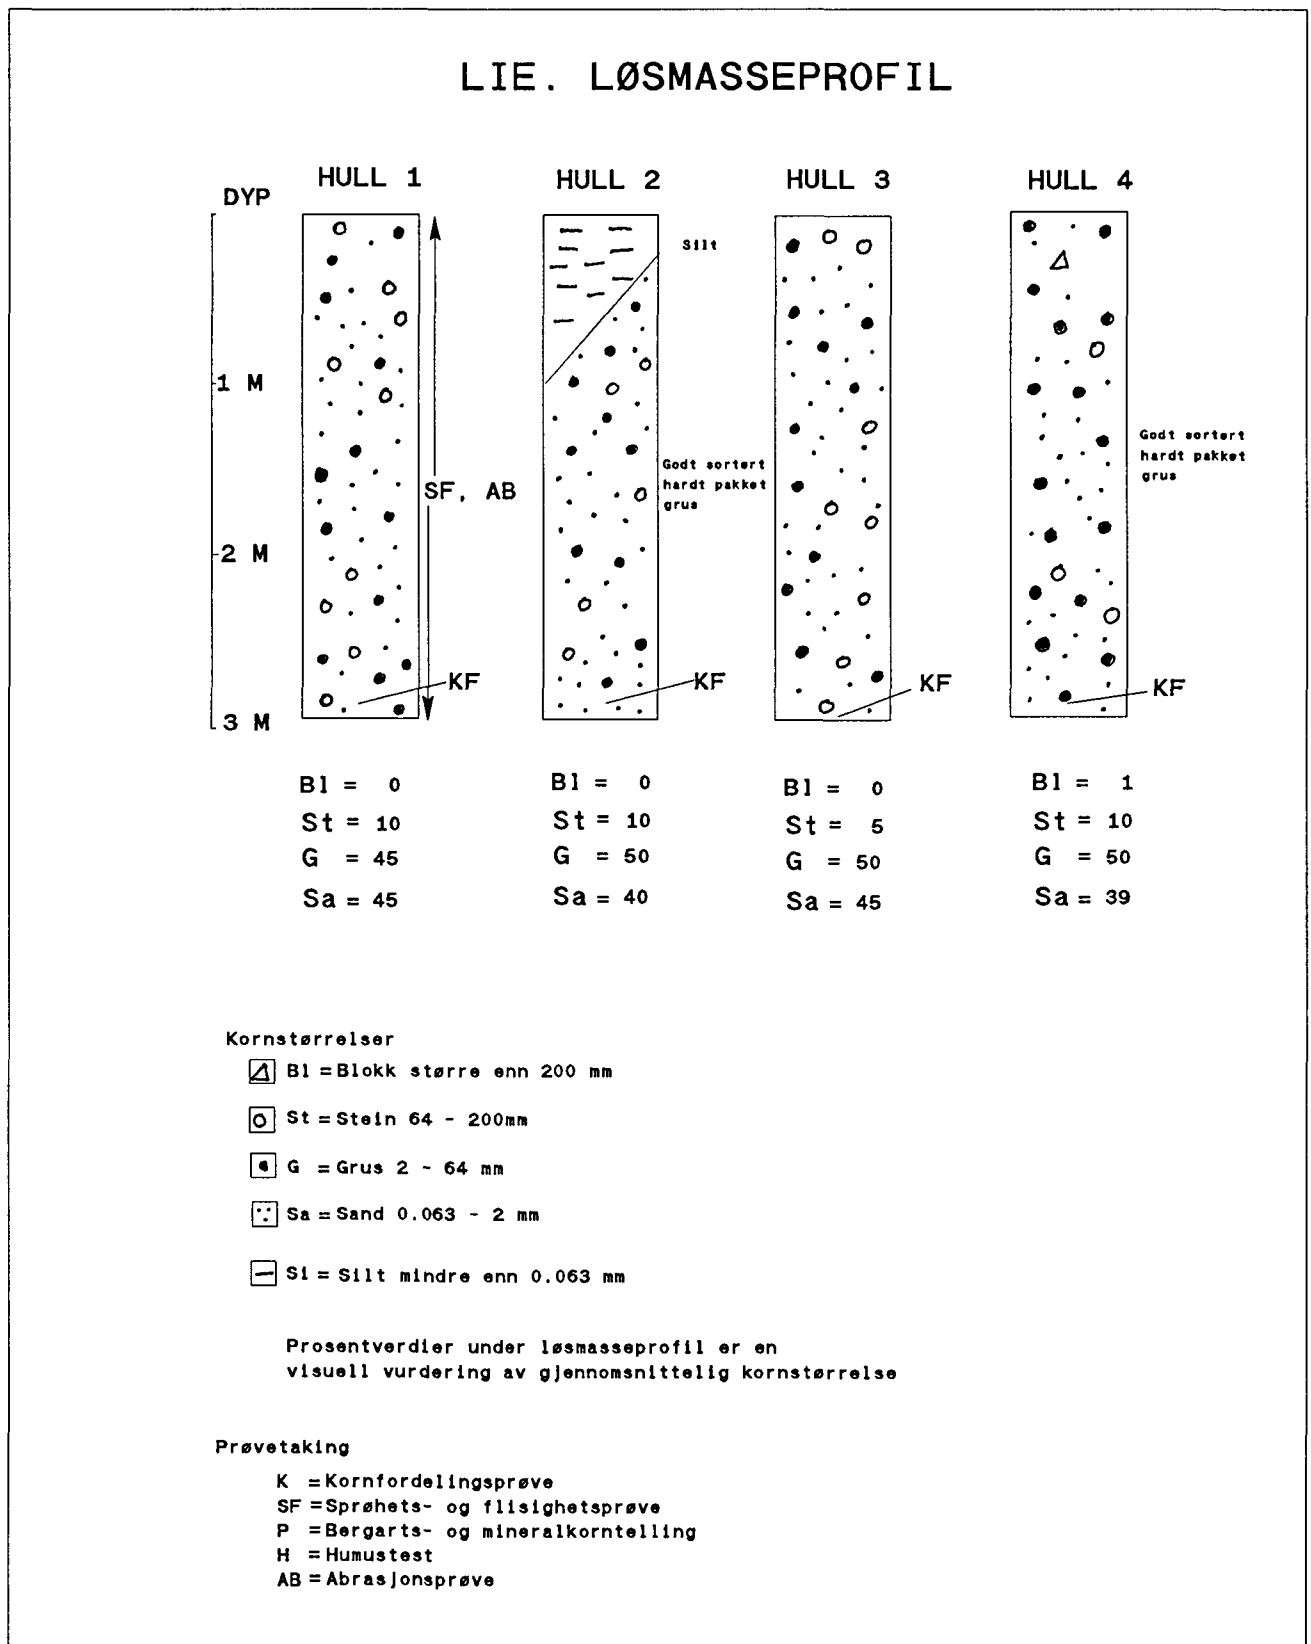 LIE. LØSMASSEPROFIL
HULL 1
HULL 2
HULL 3
HULL 4
DYP
Silt
1 M
Godt sortert
hardt pakket
grus
Godt sortert
hardt pakket
grus
SF, AB
2 M
KF
KF
KF
KF
3 M
Bl = 0
St = 10
G = 45
Sa = 45
Bl = 0
St = 10
G = 50
Sa = 40
Bl = 0
St = 5
G = 50
Sa = 45
Bl = 1
St = 10
G = 50
Sa = 39
Kornstørrelser
Bl = Blokk større enn 200 mm
St = Stein 64 - 200mm
G = Grus 2 - 64 mm
Sa = Sand 0.063 - 2 mm
Si = Silt mindre enn 0.063 mm
Prosentverdier under løsmasseprofil er en
visuell vurdering av gjennomsnittelig kornstørrelse
Prøvetaking
K = Kornfordelingsprøve
SF = Sprøhets- og flisighetsprøve
P = Bergarts- og mineralkorntelling
H = Humustest
AB = Abrasjonsprøve